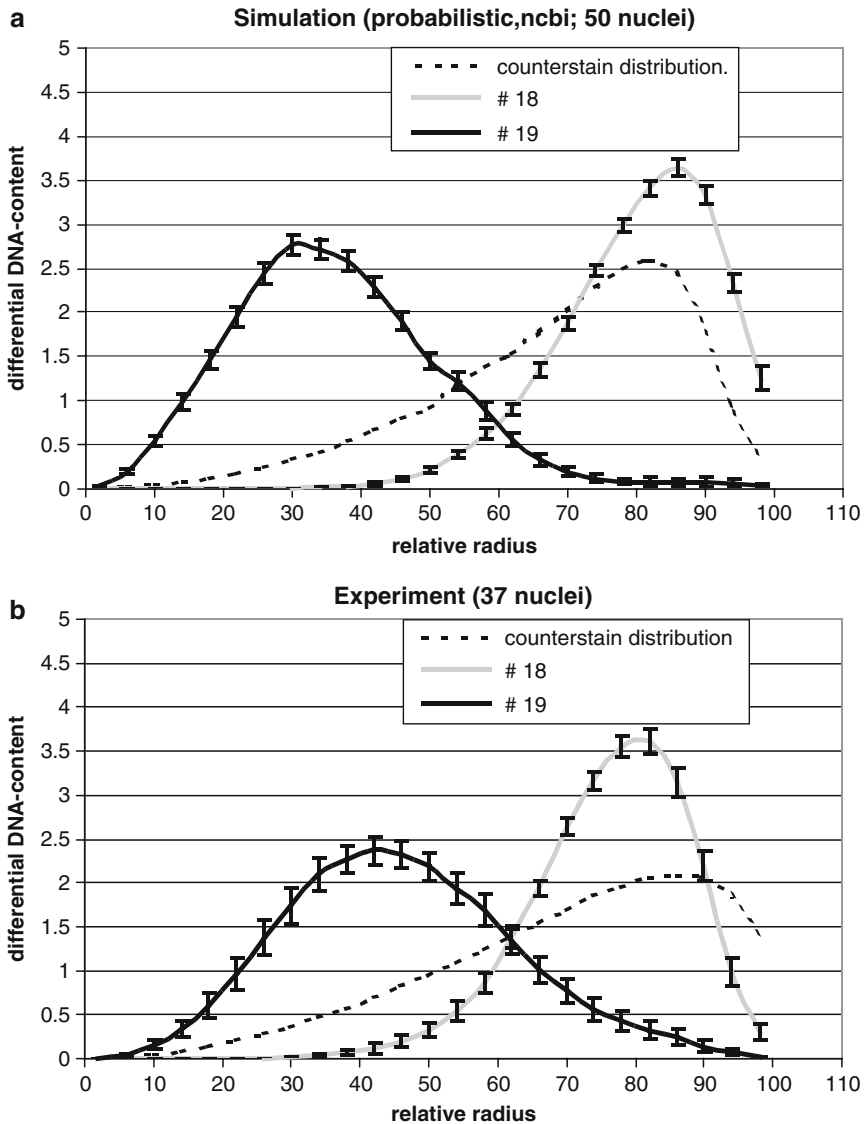 a
Simulation (probabilistic,ncbi; 50 nuclei)
counterstain distribution.
# 18
# 19
5
4.5
4
3.5
3
2.5
2
1.5
1
0.5
0
differential DNA-content
0 10 20 30 40 50 60 70 80 90 100 110
relative radius
b
Experiment (37 nuclei)
counterstain distribution
# 18
# 19
5
4.5
4
3.5
3
2.5
2
1.5
1
0.5
0
differential DNA-content
0 10 20 30 40 50 60 70 80 90 100 110
relative radius